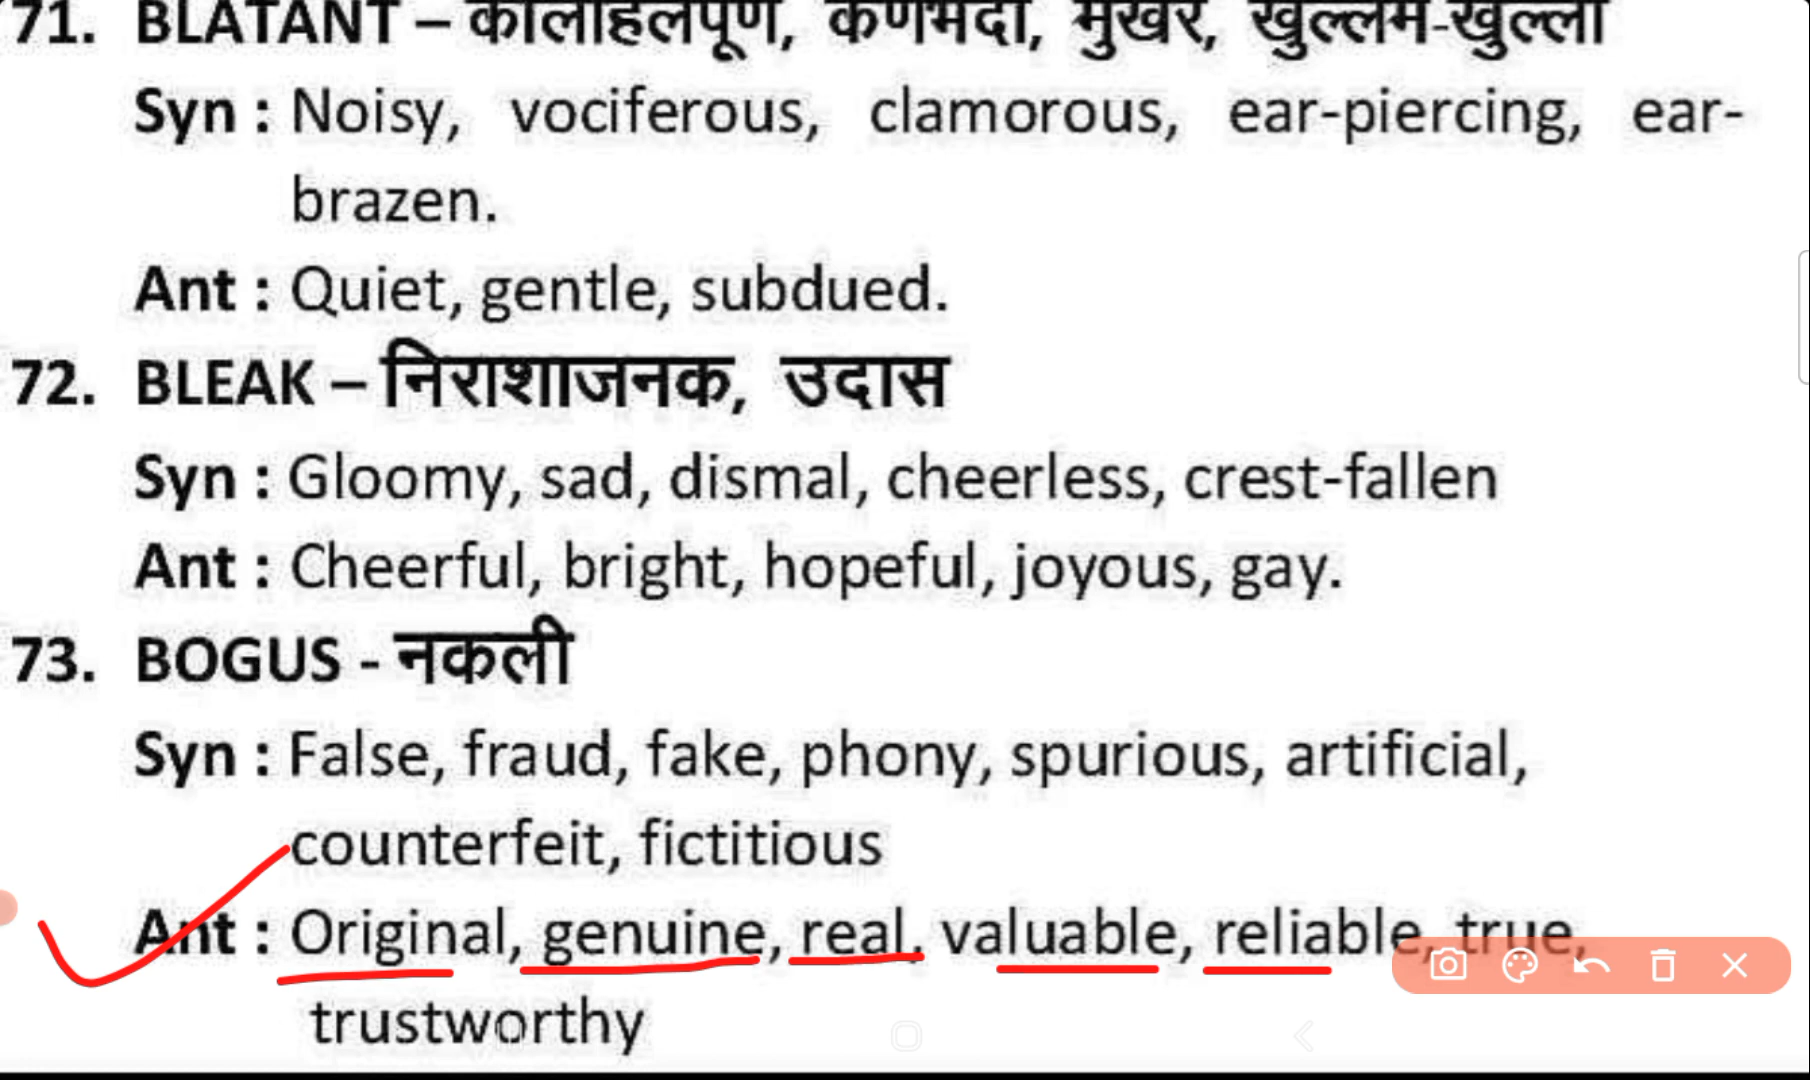 71. BLATANT – कोलाहलपूर्ण, कर्णभेदी, मुखर, खुल्लम-खुल्ला
Syn : Noisy, vociferous, clamorous, ear-piercing, ear-
brazen.
Ant : Quiet, gentle, subdued.
72. BLEAK – निराशाजनक, उदास
Syn : Gloomy, sad, dismal, cheerless, crest-fallen
Ant : Cheerful, bright, hopeful, joyous, gay.
73. BOGUS - नकली
Syn : False, fraud, fake, phony, spurious, artificial,
counterfeit, fictitious
Ant : Original, genuine, real, valuable, reliable, true,
trustworthy